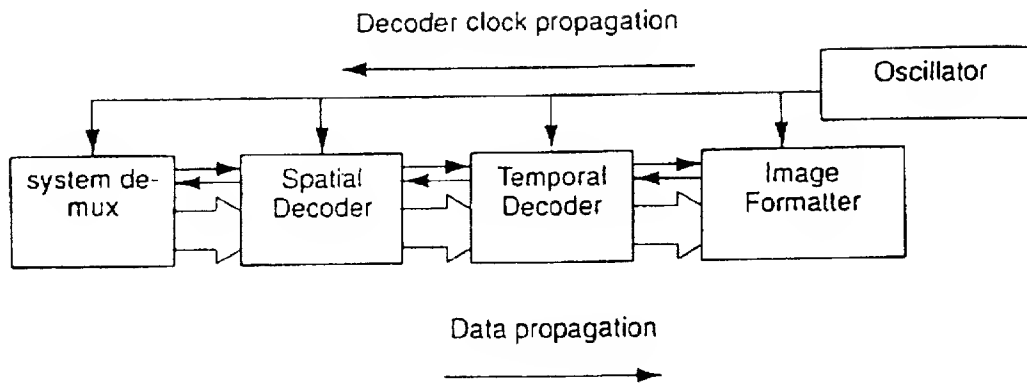 Decoder clock propagation
Oscillator
system de-
mux
Spatial
Decoder
Temporal
Decoder
Image
Formatter
Data propagation